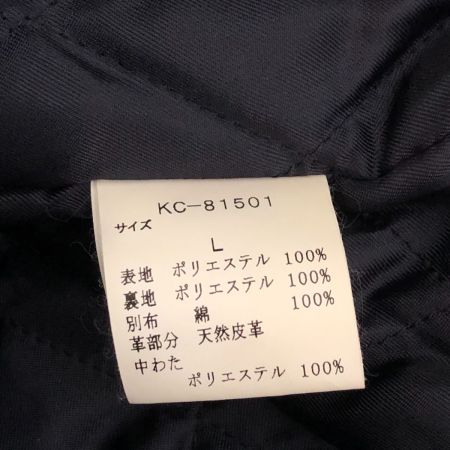 KC-81501
サイズ
L
表地 ポリエステル 100%
裏地 ポリエステル 100%
別布 綿 100%
革部分 天然皮革
中わた
ポリエステル 100%